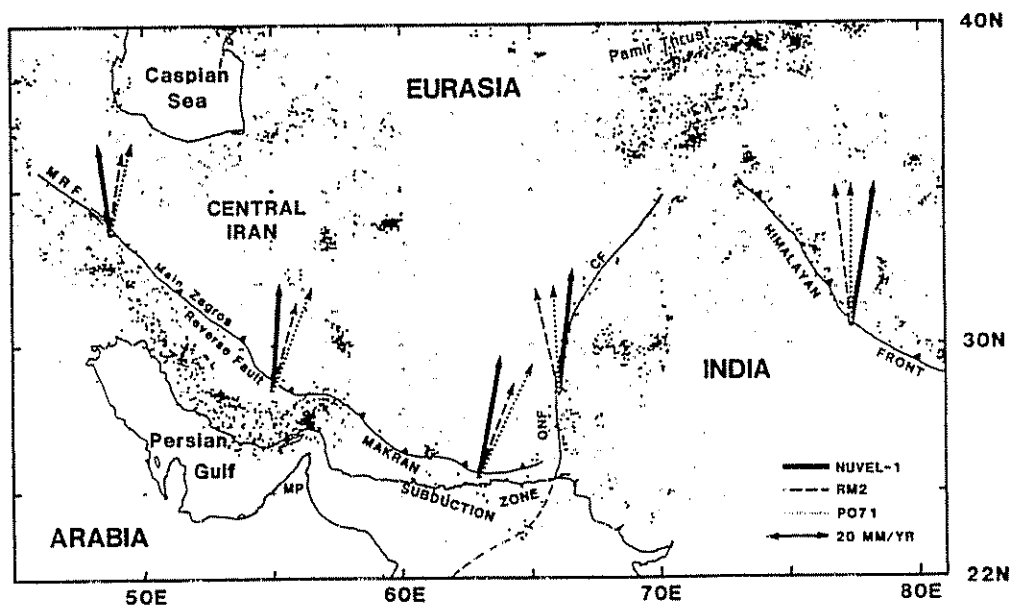 40N
Pamir Thrust
Caspian
Sea
EURASIA
M.R.F.
CENTRAL
IRAN
HIMALAYAN
CF
Main Zagros
Reverse Fault
30N
FRONT
INDIA
QNF
Persian
Gulf
MAKRAN
SUBDUCTION
ZONE
MP
NUVEL-1
RM2
PO71
20 MM/YR
ARABIA
22N
50E
60E
70E
80E